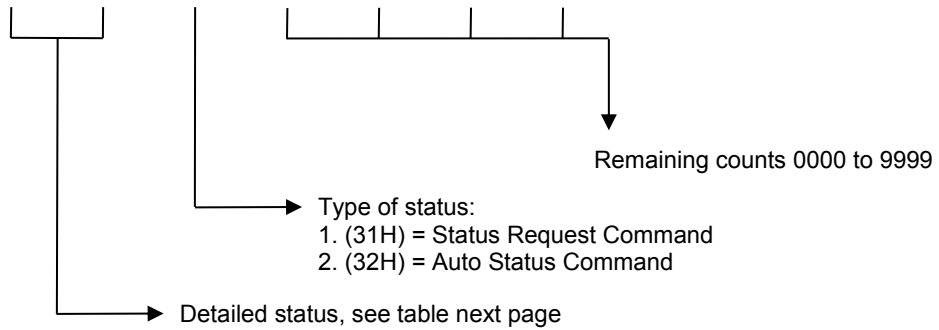 Remaining counts 0000 to 9999
Type of status:
1. (31H) = Status Request Command
2. (32H) = Auto Status Command
Detailed status, see table next page